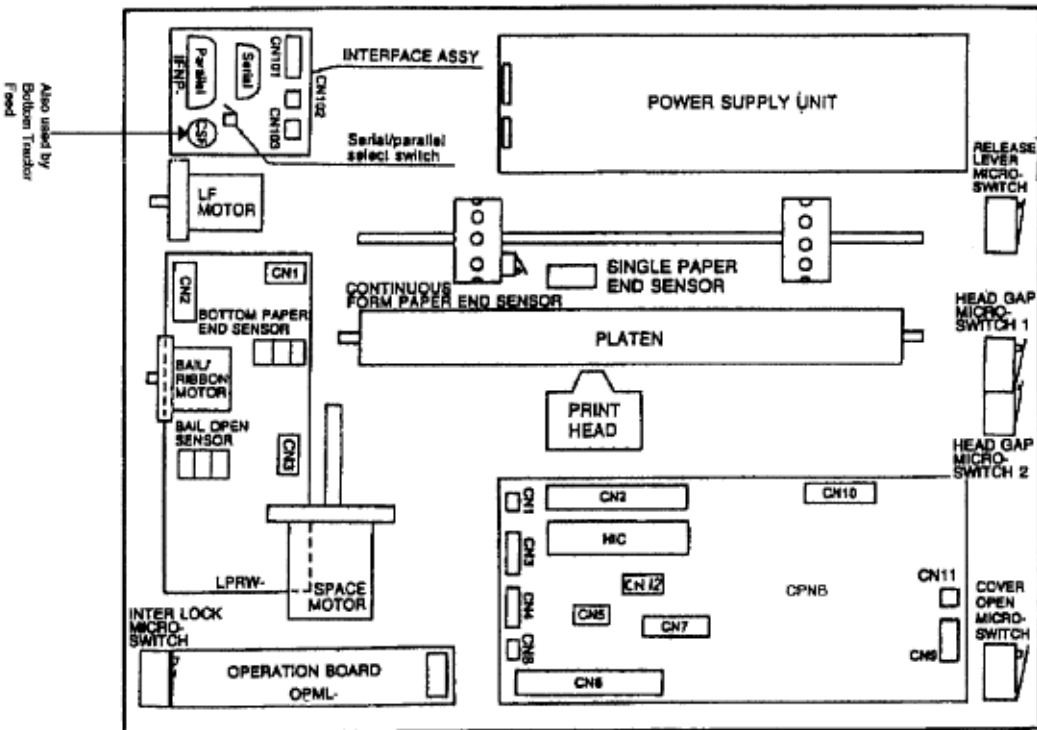 CN101
Serial
Parallel
IFNP-
CN102
CN103
CSF
INTERFACE ASSY
Serial/parallel
select switch
Also used by
Bottom Tractor
Feed
POWER SUPPLY UNIT
RELEASE
LEVER
MICRO-
SWITCH
LF
MOTOR
SINGLE PAPER
END SENSOR
CONTINUOUS
FORM PAPER END SENSOR
CN2
CN1
BOTTOM PAPER
END SENSOR
HEAD GAP
MICRO-
SWITCH 1
PLATEN
BAIL/
RIBBON
MOTOR
PRINT
HEAD
BAIL OPEN
SENSOR
CN3
HEAD GAP
MICRO-
SWITCH 2
CN1
CN2
CN10
CN3
HIC
CN12
CPNB
CN11
CN4
CN5
CN7
COVER
OPEN
MICRO-
SWITCH
CN9
CN6
LPRW-
SPACE
MOTOR
INTER LOCK
MICRO-
SWITCH
OPERATION BOARD
OPML-